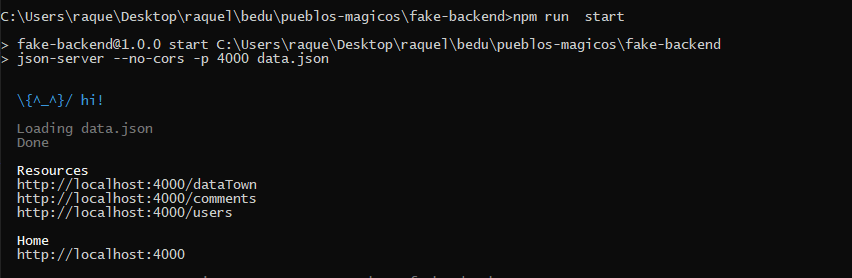 C:\Users\raque\Desktop\raquel\bedu\pueblos-magicos\fake-backend>npm run  start
> fake-backend@1.0.0 start C:\Users\raque\Desktop\raquel\bedu\pueblos-magicos\fake-backend
> json-server --no-cors -p 4000 data.json
\{^_^}/ hi!
Loading data.json
Done
Resources
http://localhost:4000/dataTown
http://localhost:4000/comments
http://localhost:4000/users
Home
http://localhost:4000